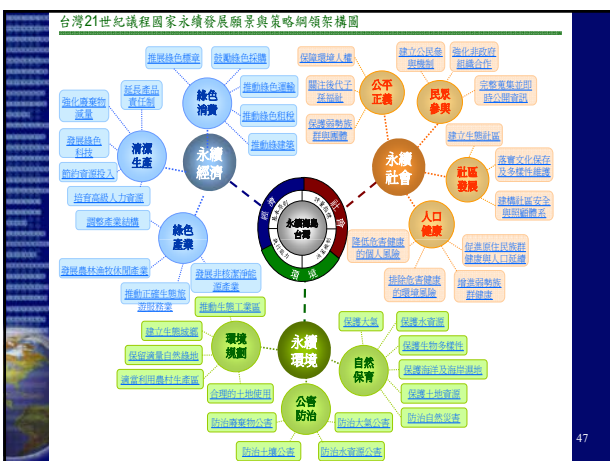 台灣21世紀議程國家永續發展願景與策略綱領架構圖
推展綠色標章
鼓勵綠色採購
推動綠色運輸
推動綠色租稅
推動綠建築
綠色
消費
延長產品
責任制
強化廢棄物
減量
發展綠色
科技
節約資源投入
培育高級人力資源
清潔
生產
永續
經濟
調整產業結構
發展農林漁牧休閒產業
推動正確生態旅
遊服務業
發展非核潔淨能
源產業
綠色
產業
保障環境人權
關注後代子
孫福祉
保護弱勢族
群與團體
公平
正義
建立公民參
與機制
強化非政府
組織合作
完整蒐集並即
時公開資訊
民眾
參與
永續
社會
建立生態社區
落實文化保存
及多樣性維護
建構社區安全
與照顧體系
社區
發展
人口
健康
降低危害健康
的個人風險
排除危害健康
的環境風險
促進原住民族群
健康與人口延續
增進弱勢族
群健康
經濟
社會
環境
永續海島
台灣
推動生態工業區
建立生態城鄉
保留適量自然綠地
適當利用農村生產區
合理的土地使用
環境
規劃
永續
環境
保護大氣
保護水資源
保護生物多樣性
保護海洋及海岸濕地
保護土地資源
防治自然災害
自然
保育
公害
防治
防治廢棄物公害
防治大氣公害
防治土壤公害
防治水資源公害
47